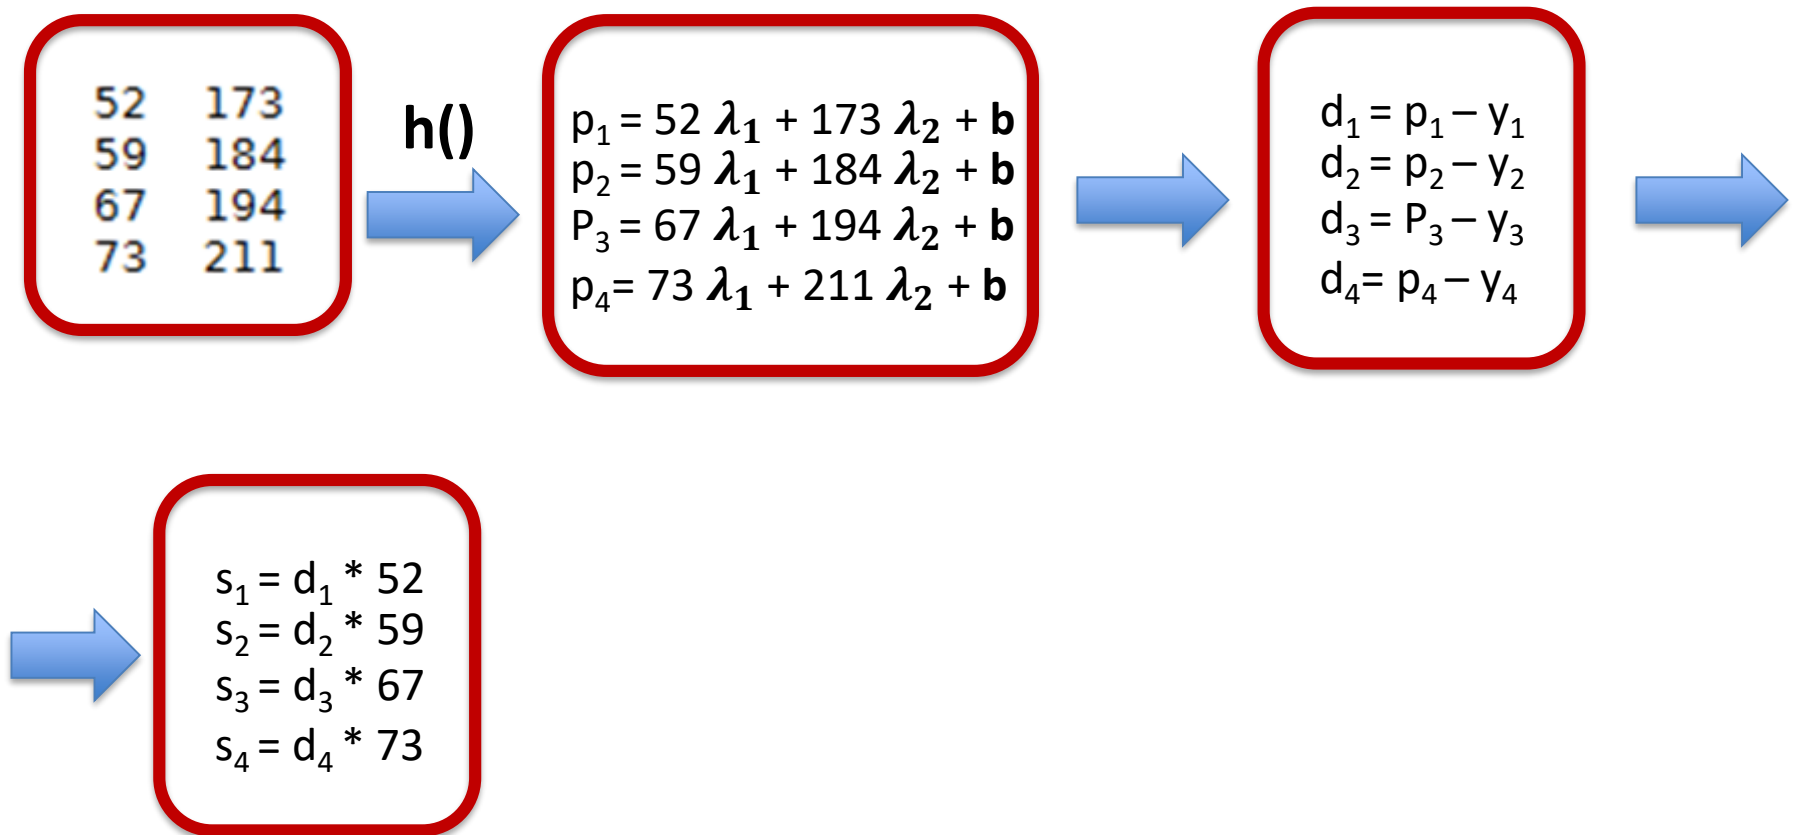 52 173
59 184
67 194
73 211
h()
p₁ = 52 λ₁ + 173 λ₂ + b
p₂ = 59 λ₁ + 184 λ₂ + b
P₃ = 67 λ₁ + 194 λ₂ + b
p₄= 73 λ₁ + 211 λ₂ + b
d₁ = p₁ – y₁
d₂ = p₂ – y₂
d₃ = P₃ – y₃
d₄= p₄ – y₄
s₁ = d₁ * 52
s₂ = d₂ * 59
s₃ = d₃ * 67
s₄ = d₄ * 73